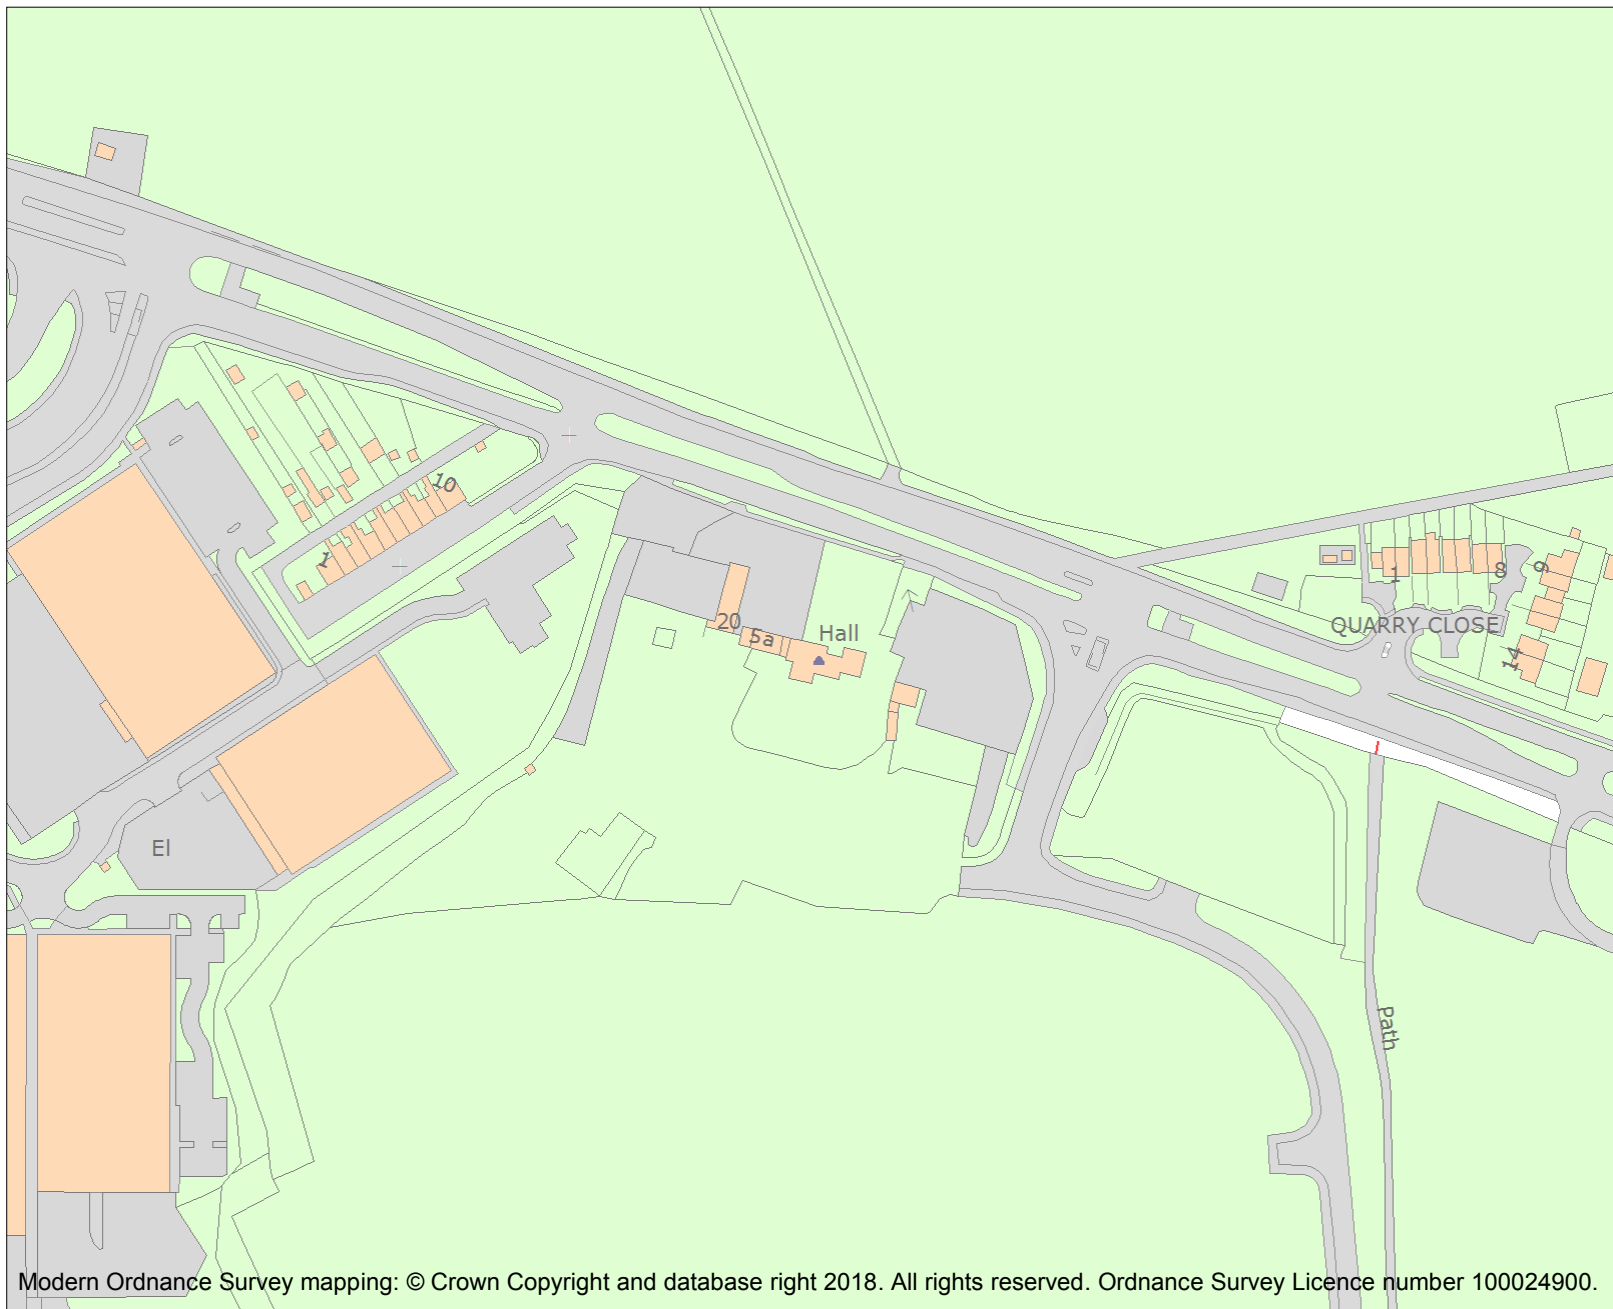 10
1
20
5a
Hall
1
8
9
QUARRY CLOSE
14
El
Path
Modern Ordnance Survey mapping: © Crown Copyright and database right 2018. All rights reserved. Ordnance Survey Licence number 100024900.